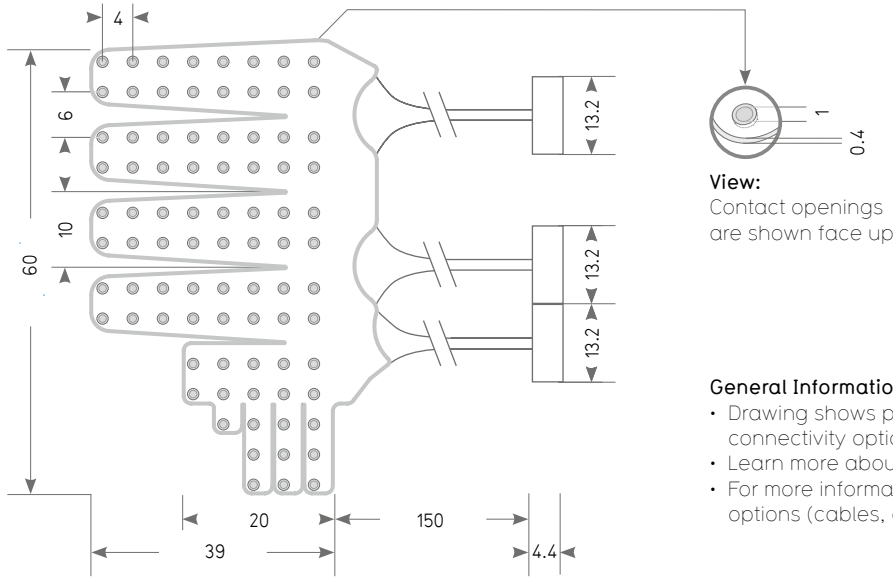 4
6
10
60
13.2
13.2
13.2
20
39
150
4.4
1
0.4
View:
Contact openings
are shown face up
General Informatio
• Drawing shows p
connectivity optio
• Learn more abou
• For more informa
options (cables,